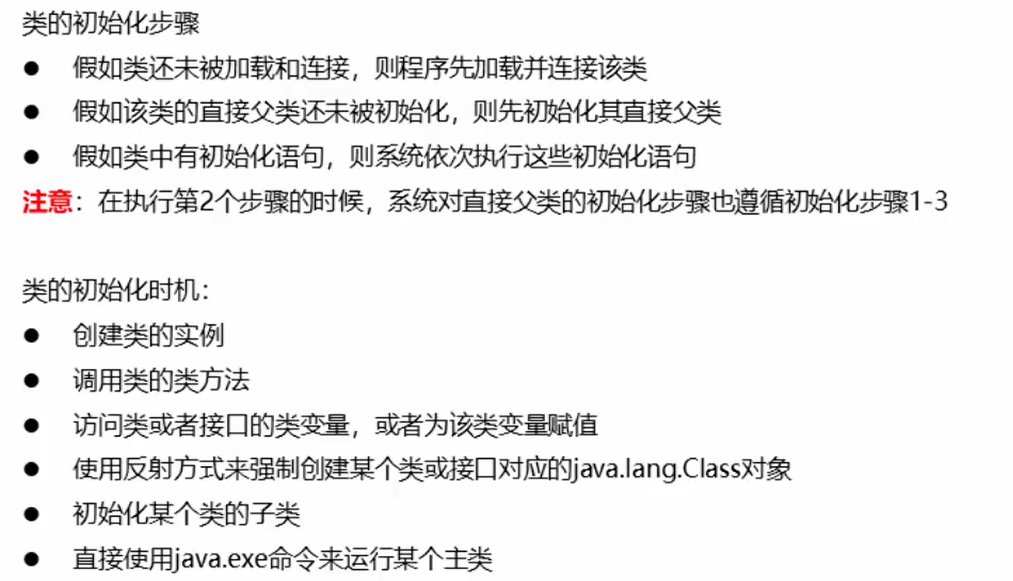 类的初始化步骤
● 假如类还未被加载和连接，则程序先加载并连接该类
● 假如该类的直接父类还未被初始化，则先初始化其直接父类
● 假如类中有初始化语句，则系统依次执行这些初始化语句
注意：在执行第2个步骤的时候，系统对直接父类的初始化步骤也遵循初始化步骤1-3
类的初始化时机：
● 创建类的实例
● 调用类的类方法
● 访问类或者接口的类变量，或者为该类变量赋值
● 使用反射方式来强制创建某个类或接口对应的java.lang.Class对象
● 初始化某个类的子类
● 直接使用java.exe命令来运行某个主类